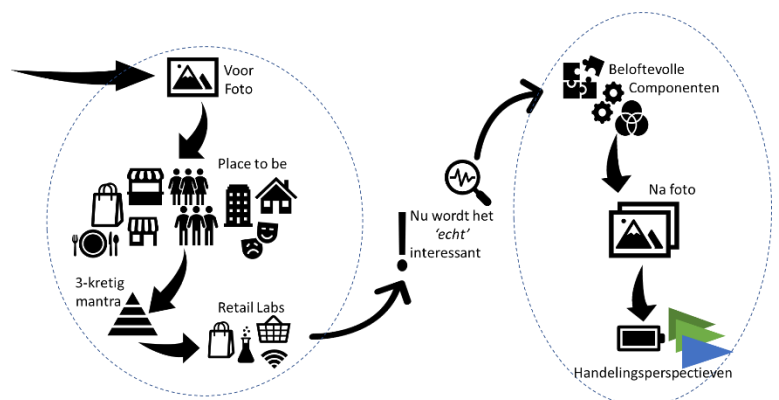 Voor
Foto
Place to be
3-kretig
mantra
Retail Labs
Nu wordt het
‘echt’
interessant
Beloftevolle
Componenten
Na foto
Handelingsperspectieven